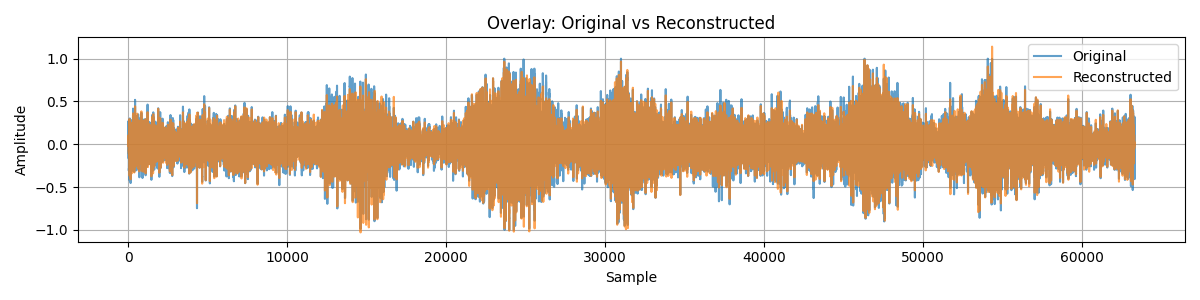 Overlay: Original vs Reconstructed
Original
Reconstructed
Amplitude
1.0
0.5
0.0
−0.5
−1.0
0 10000 20000 30000 40000 50000 60000
Sample